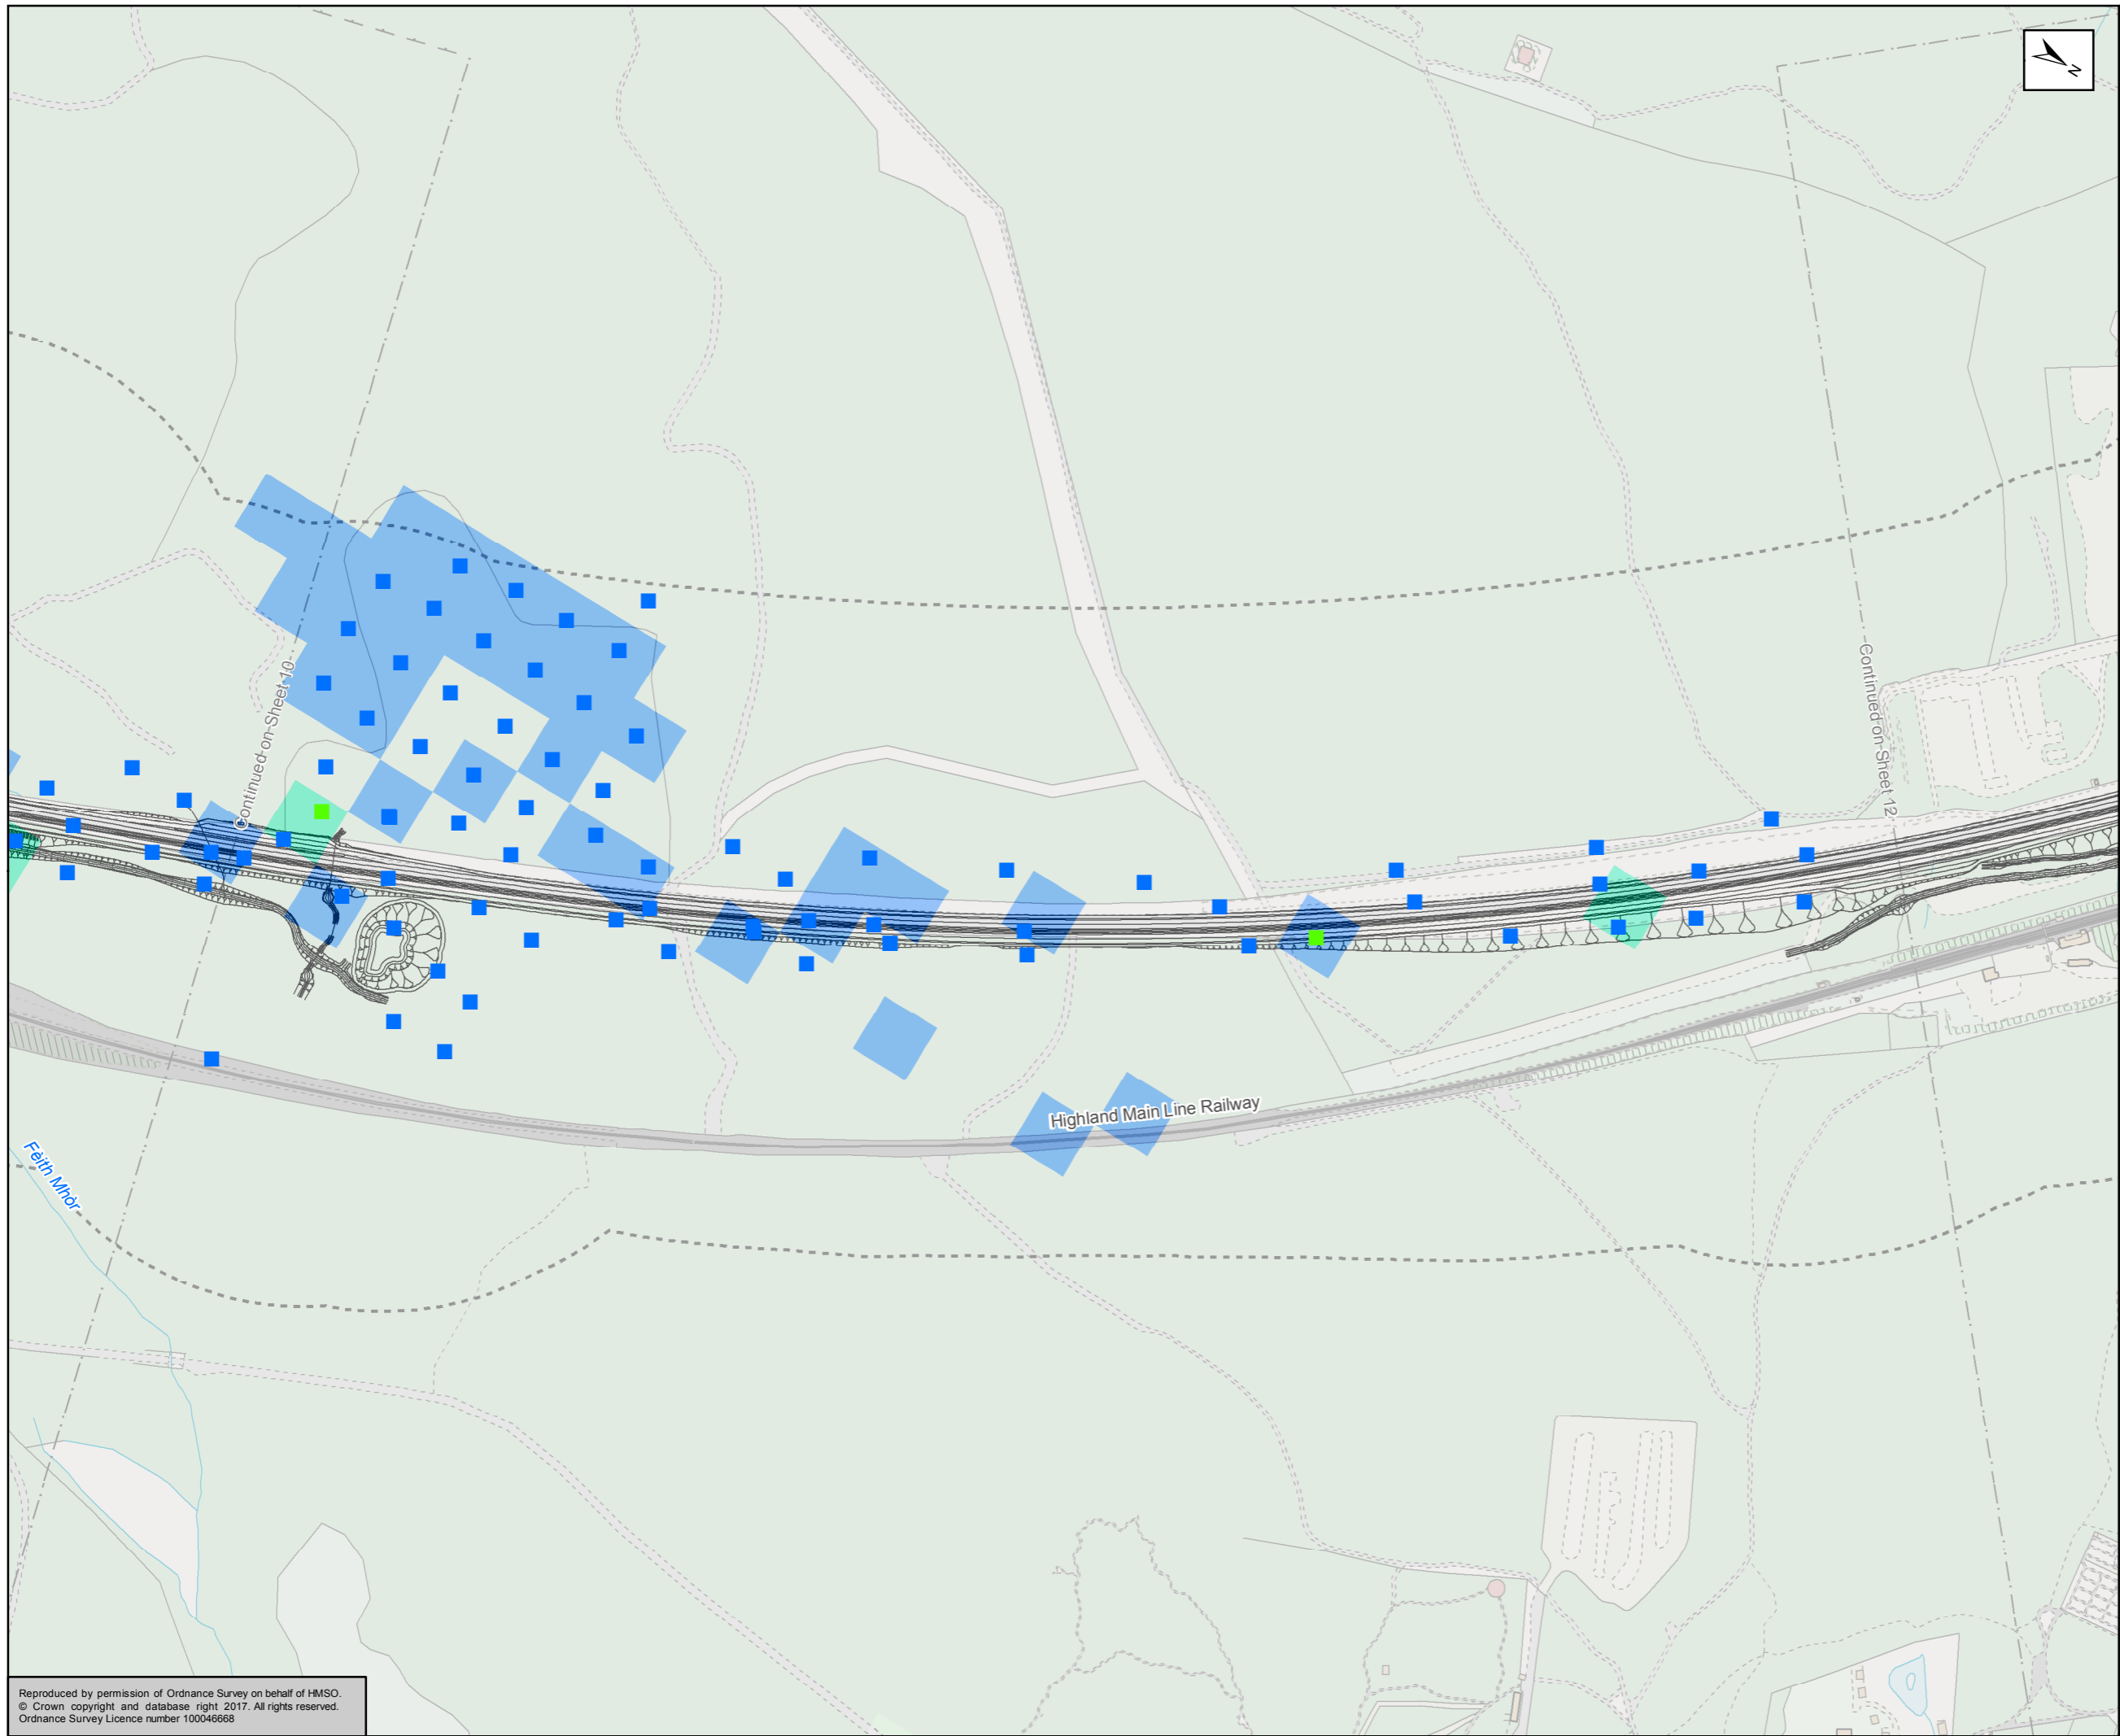 N
Continued on Sheet 10
Continued on Sheet 12
Highland Main Line Railway
Fèith Mhòr
Reproduced by permission of Ordnance Survey on behalf of HMSO.
© Crown copyright and database right 2017. All rights reserved.
Ordnance Survey Licence number 100046668